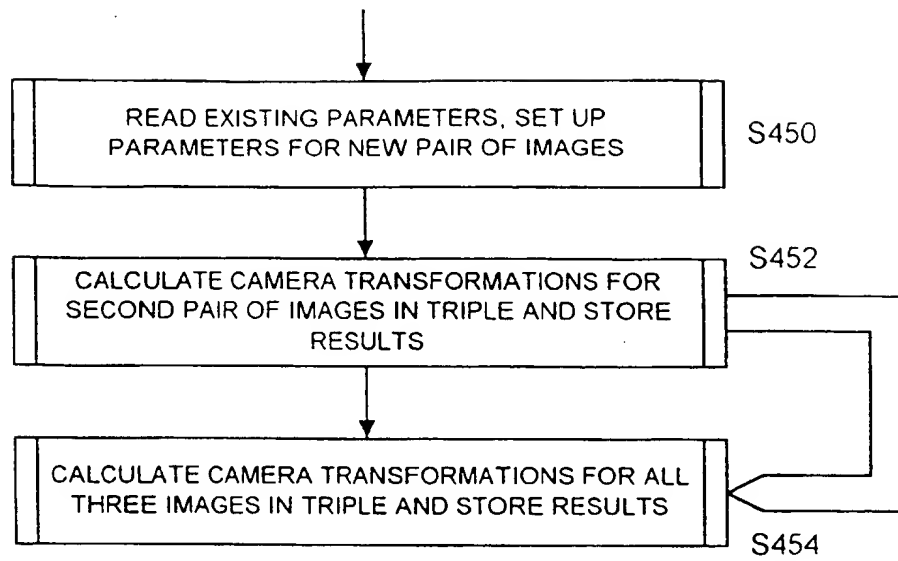 READ EXISTING PARAMETERS, SET UP
PARAMETERS FOR NEW PAIR OF IMAGES
S450
S452
CALCULATE CAMERA TRANSFORMATIONS FOR
SECOND PAIR OF IMAGES IN TRIPLE AND STORE
RESULTS
CALCULATE CAMERA TRANSFORMATIONS FOR ALL
THREE IMAGES IN TRIPLE AND STORE RESULTS
S454